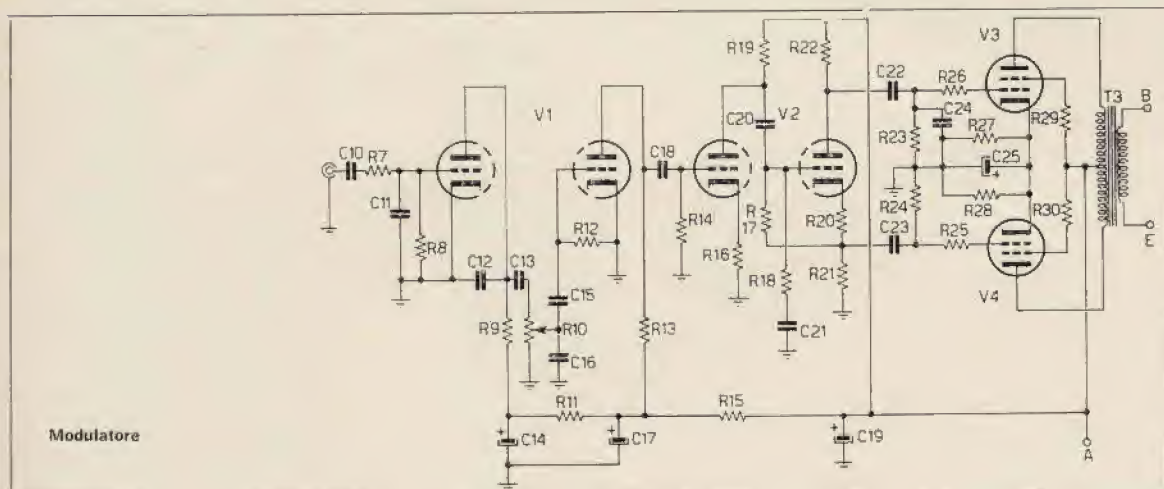 R19
R22
V3
C22
R26
T3
B
V1
C20
V2
C24
R29
R23
R27
C10
R7
C18
C25
C11
R12
R14
R
17
R20
R24
R28
R30
R8
R16
C23
R25
E
C12
C13
R18
R21
V4
C15
R9
R10
R13
C21
C16
R11
R15
Modulatore
C14
C17
C19
A